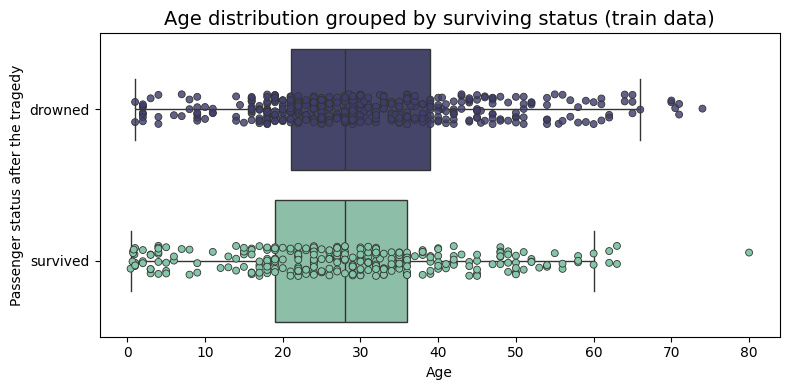 Age distribution grouped by surviving status (train data)
Passenger status after the tragedy
drowned
survived
0 10 20 30 40 50 60 70 80
Age